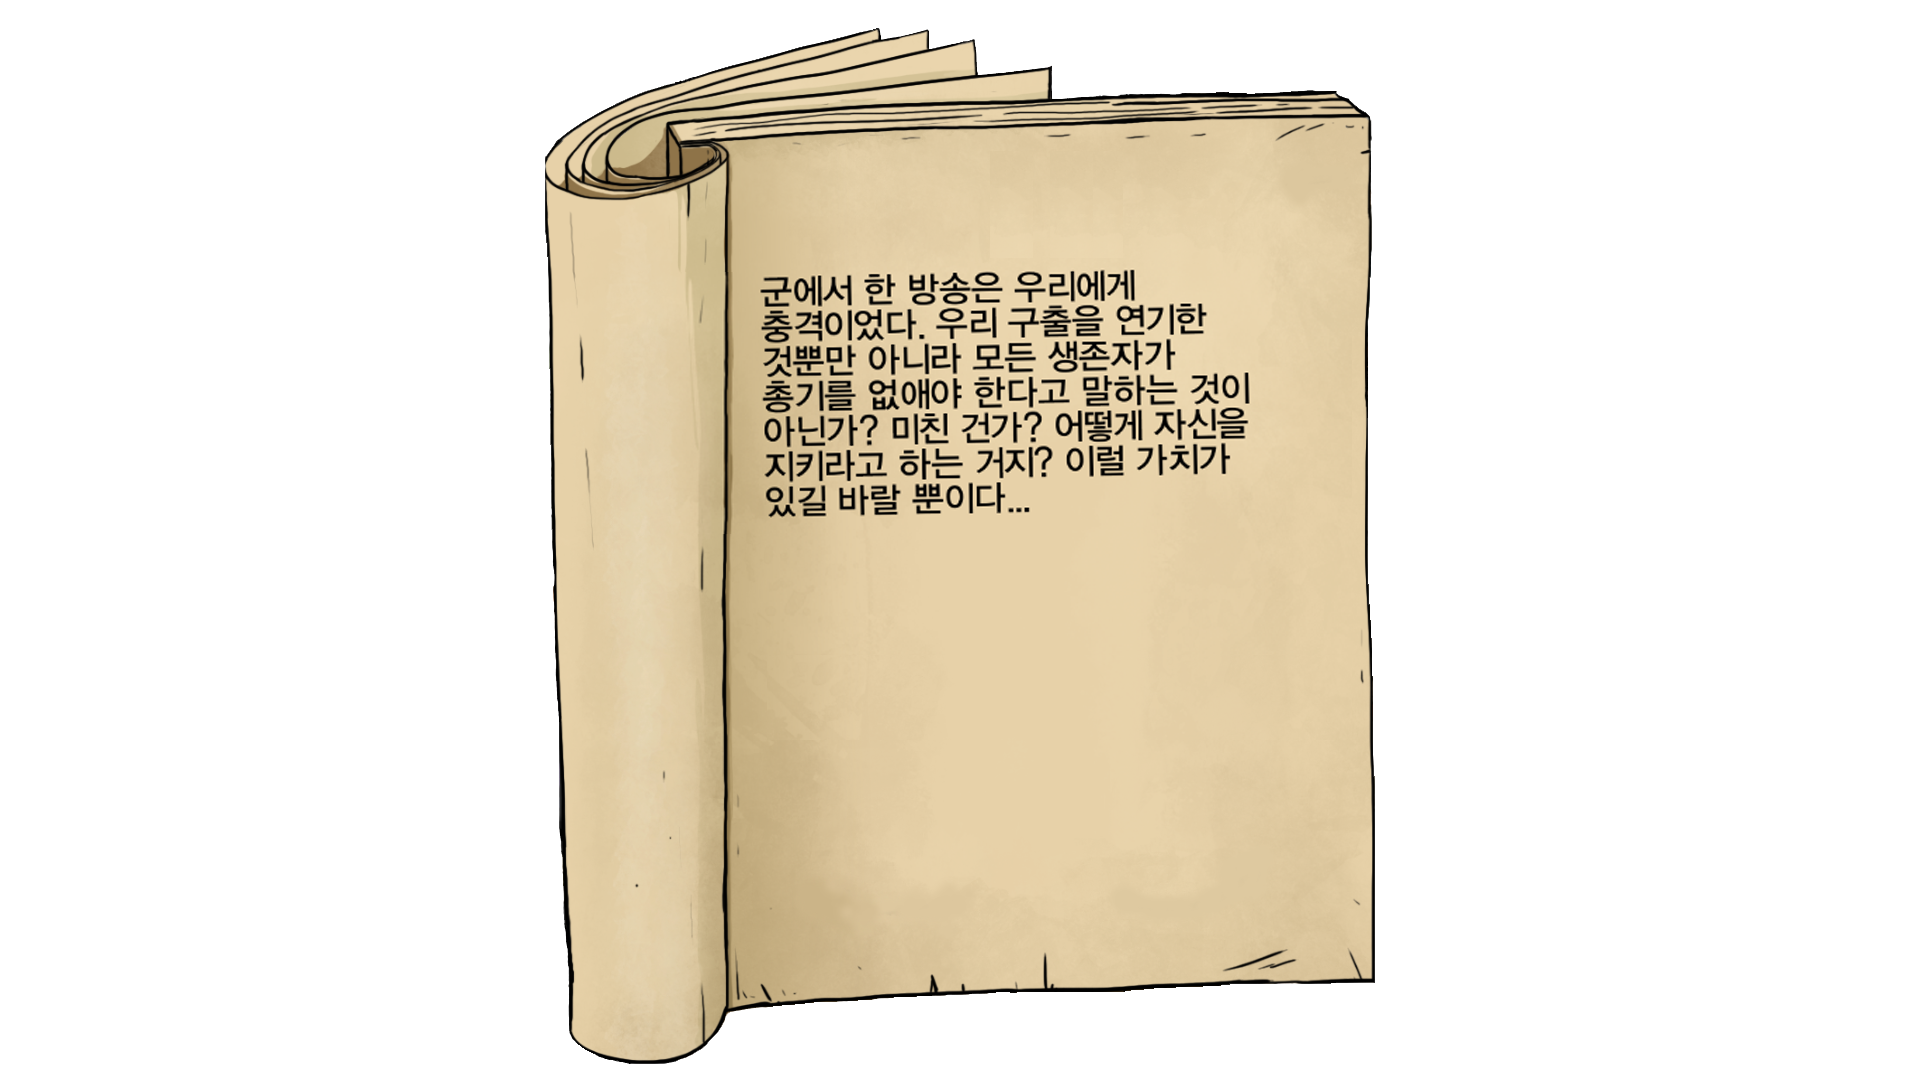 군에서 한 방송은 우리에게
충격이었다. 우리 구출을 연기한
것뿐만 아니라 모든 생존자가
총기를 없애야 한다고 말하는 것이
아닌가? 미친 건가? 어떻게 자신을
지키라고 하는 거지? 이럴 가치가
있길 바랄 뿐이다...